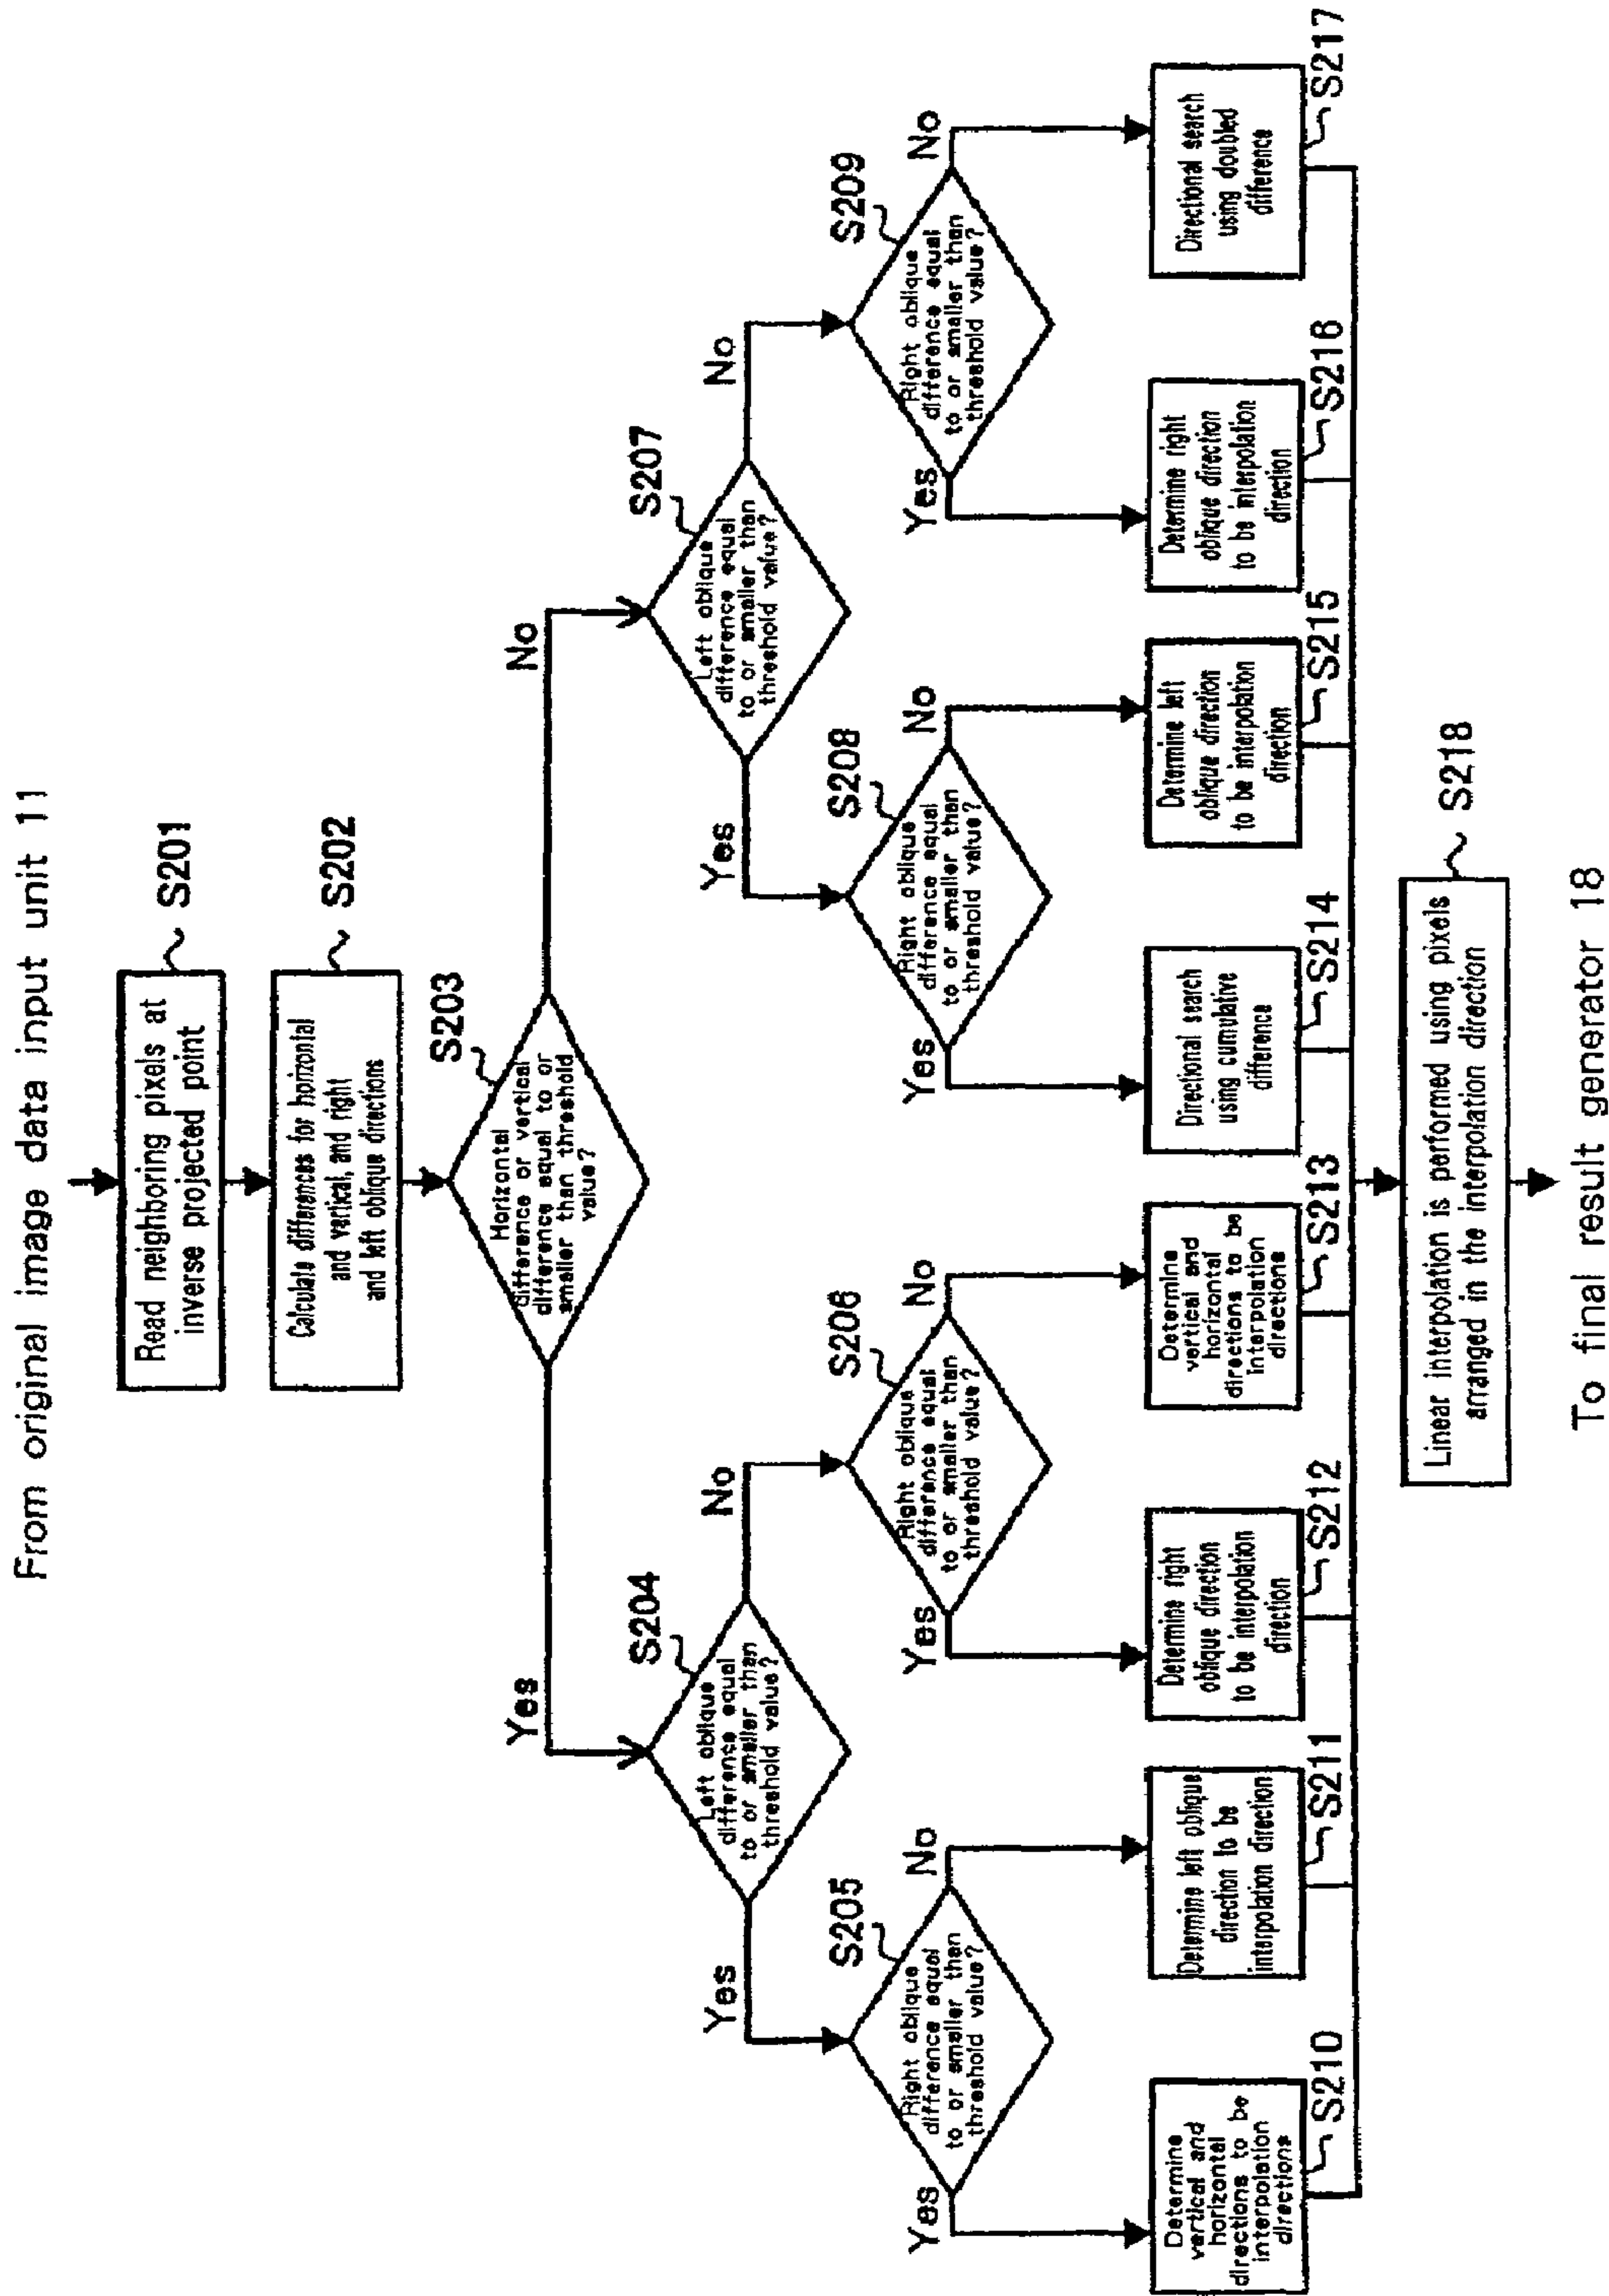 From original image data input unit 11
Read neighboring pixels at
inverse projected point
S201
Calculate differences for horizontal
and vertical, and right
and left oblique directions
S202
S203
Horizontal
difference or vertical
difference equal to or
smaller than threshold
value?
Yes
No
S204
Left oblique
difference equal
to or smaller than
threshold value?
Yes
No
S207
Left oblique
difference equal
to or smaller than
threshold value?
Yes
No
S205
Right oblique
difference equal
to or smaller than
threshold value?
Yes
No
S206
Right oblique
difference equal
to or smaller than
threshold value?
Yes
No
S208
Right oblique
difference equal
to or smaller than
threshold value?
Yes
No
S209
Right oblique
difference equal
to or smaller than
threshold value?
Yes
No
Determine
vertical and
horizontal
directions to be
interpolation
directions
S210
Determine left oblique
direction to be
interpolation direction
S211
Determine right
oblique direction
to be interpolation
direction
S212
Determine
vertical and
horizontal
directions to be
interpolation
directions
S213
Directional search
using cumulative
difference
S214
Determine left
oblique direction
to be interpolation
direction
S215
Determine right
oblique direction
to be interpolation
direction
S216
Directional search
using doubled
difference
S217
Linear interpolation is performed using pixels
arranged in the interpolation direction
S218
To final result generator 18